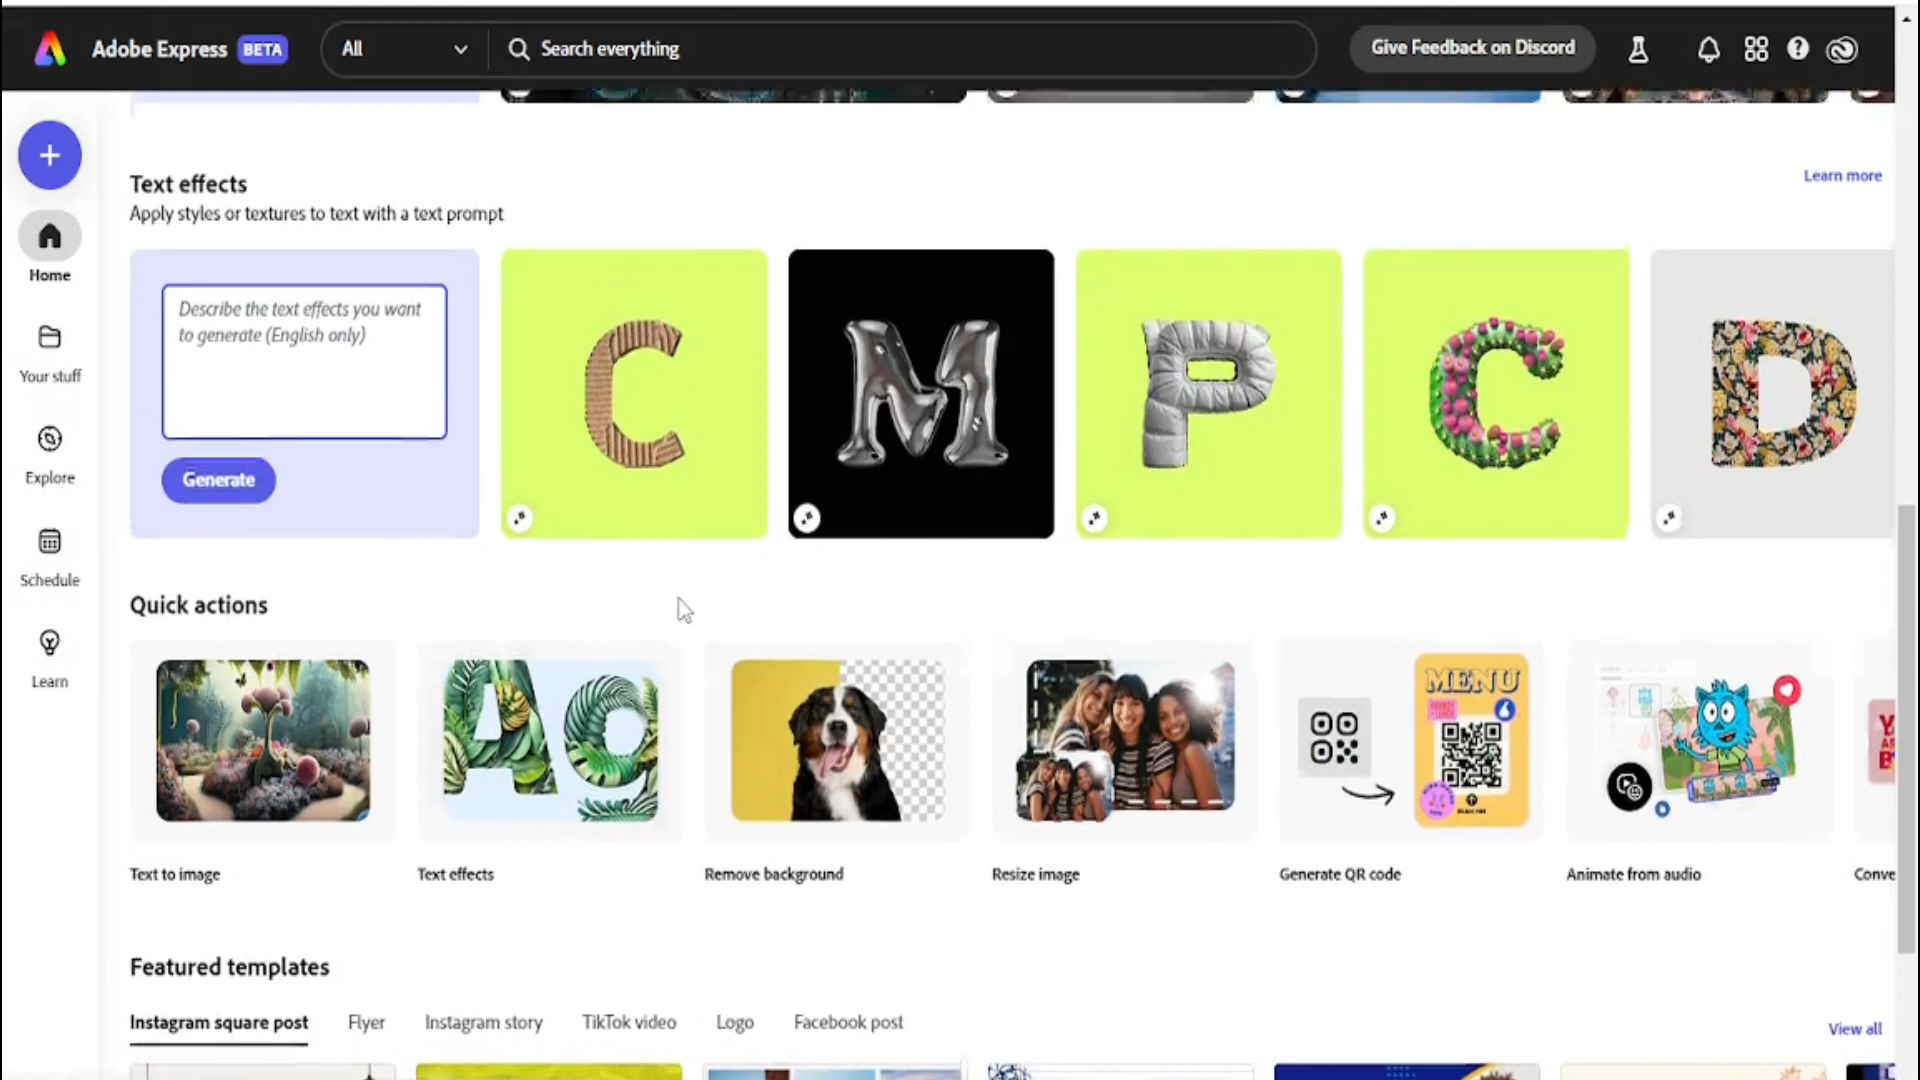 Adobe Express BETA
All
Search everything
Give Feedback on Discord
Text effects
Learn more
Apply styles or textures to text with a text prompt
Home
Describe the text effects you want
to generate (English only)
Generate
C
M
P
C
D
Your stuff
Explore
Schedule
Learn
Quick actions
Ag
MENU
Text to image
Text effects
Remove background
Resize image
Generate QR code
Animate from audio
Conve
Featured templates
Instagram square post
Flyer
Instagram story
TikTok video
Logo
Facebook post
View all